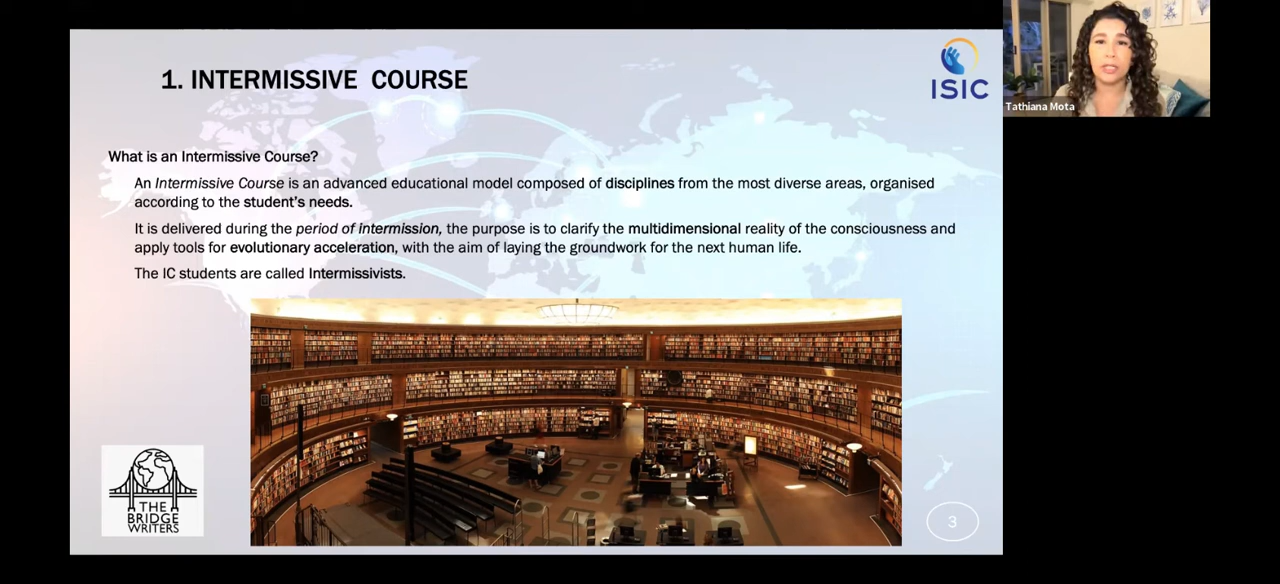 1. INTERMISSIVE COURSE
ISIC
Tathiana Mota
What is an Intermissive Course?
An Intermissive Course is an advanced educational model composed of disciplines from the most diverse areas, organised
according to the student's needs.
It is delivered during the period of intermission, the purpose is to clarify the multidimensional reality of the consciousness and
apply tools for evolutionary acceleration, with the aim of laying the groundwork for the next human life.
The IC students are called Intermissivists.
THE
BRIDGE
WRITERS
3